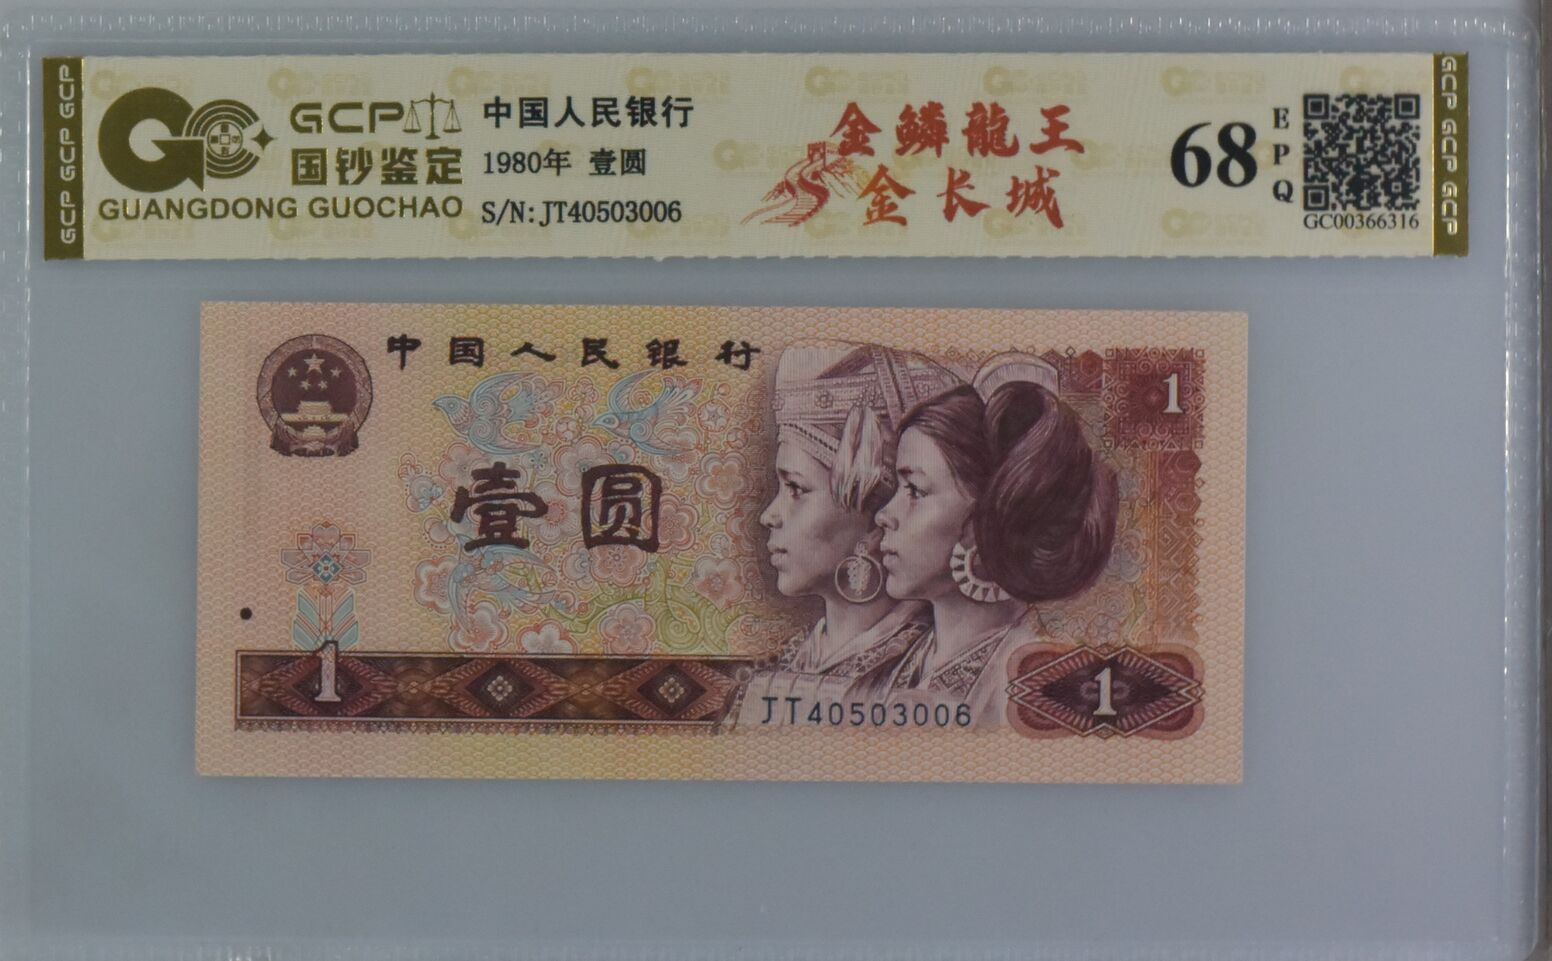 GCP GCP GCP
GCP
国钞鉴定
GUANGDONG GUOCHAO
中国人民银行
1980年 壹圆
S/N:JT40503006
金鳞龍王
金长城
68
EPQ
GC00366316
GCP GCP GCP
中国人民银行
1
壹圆
1
JT40503006
1